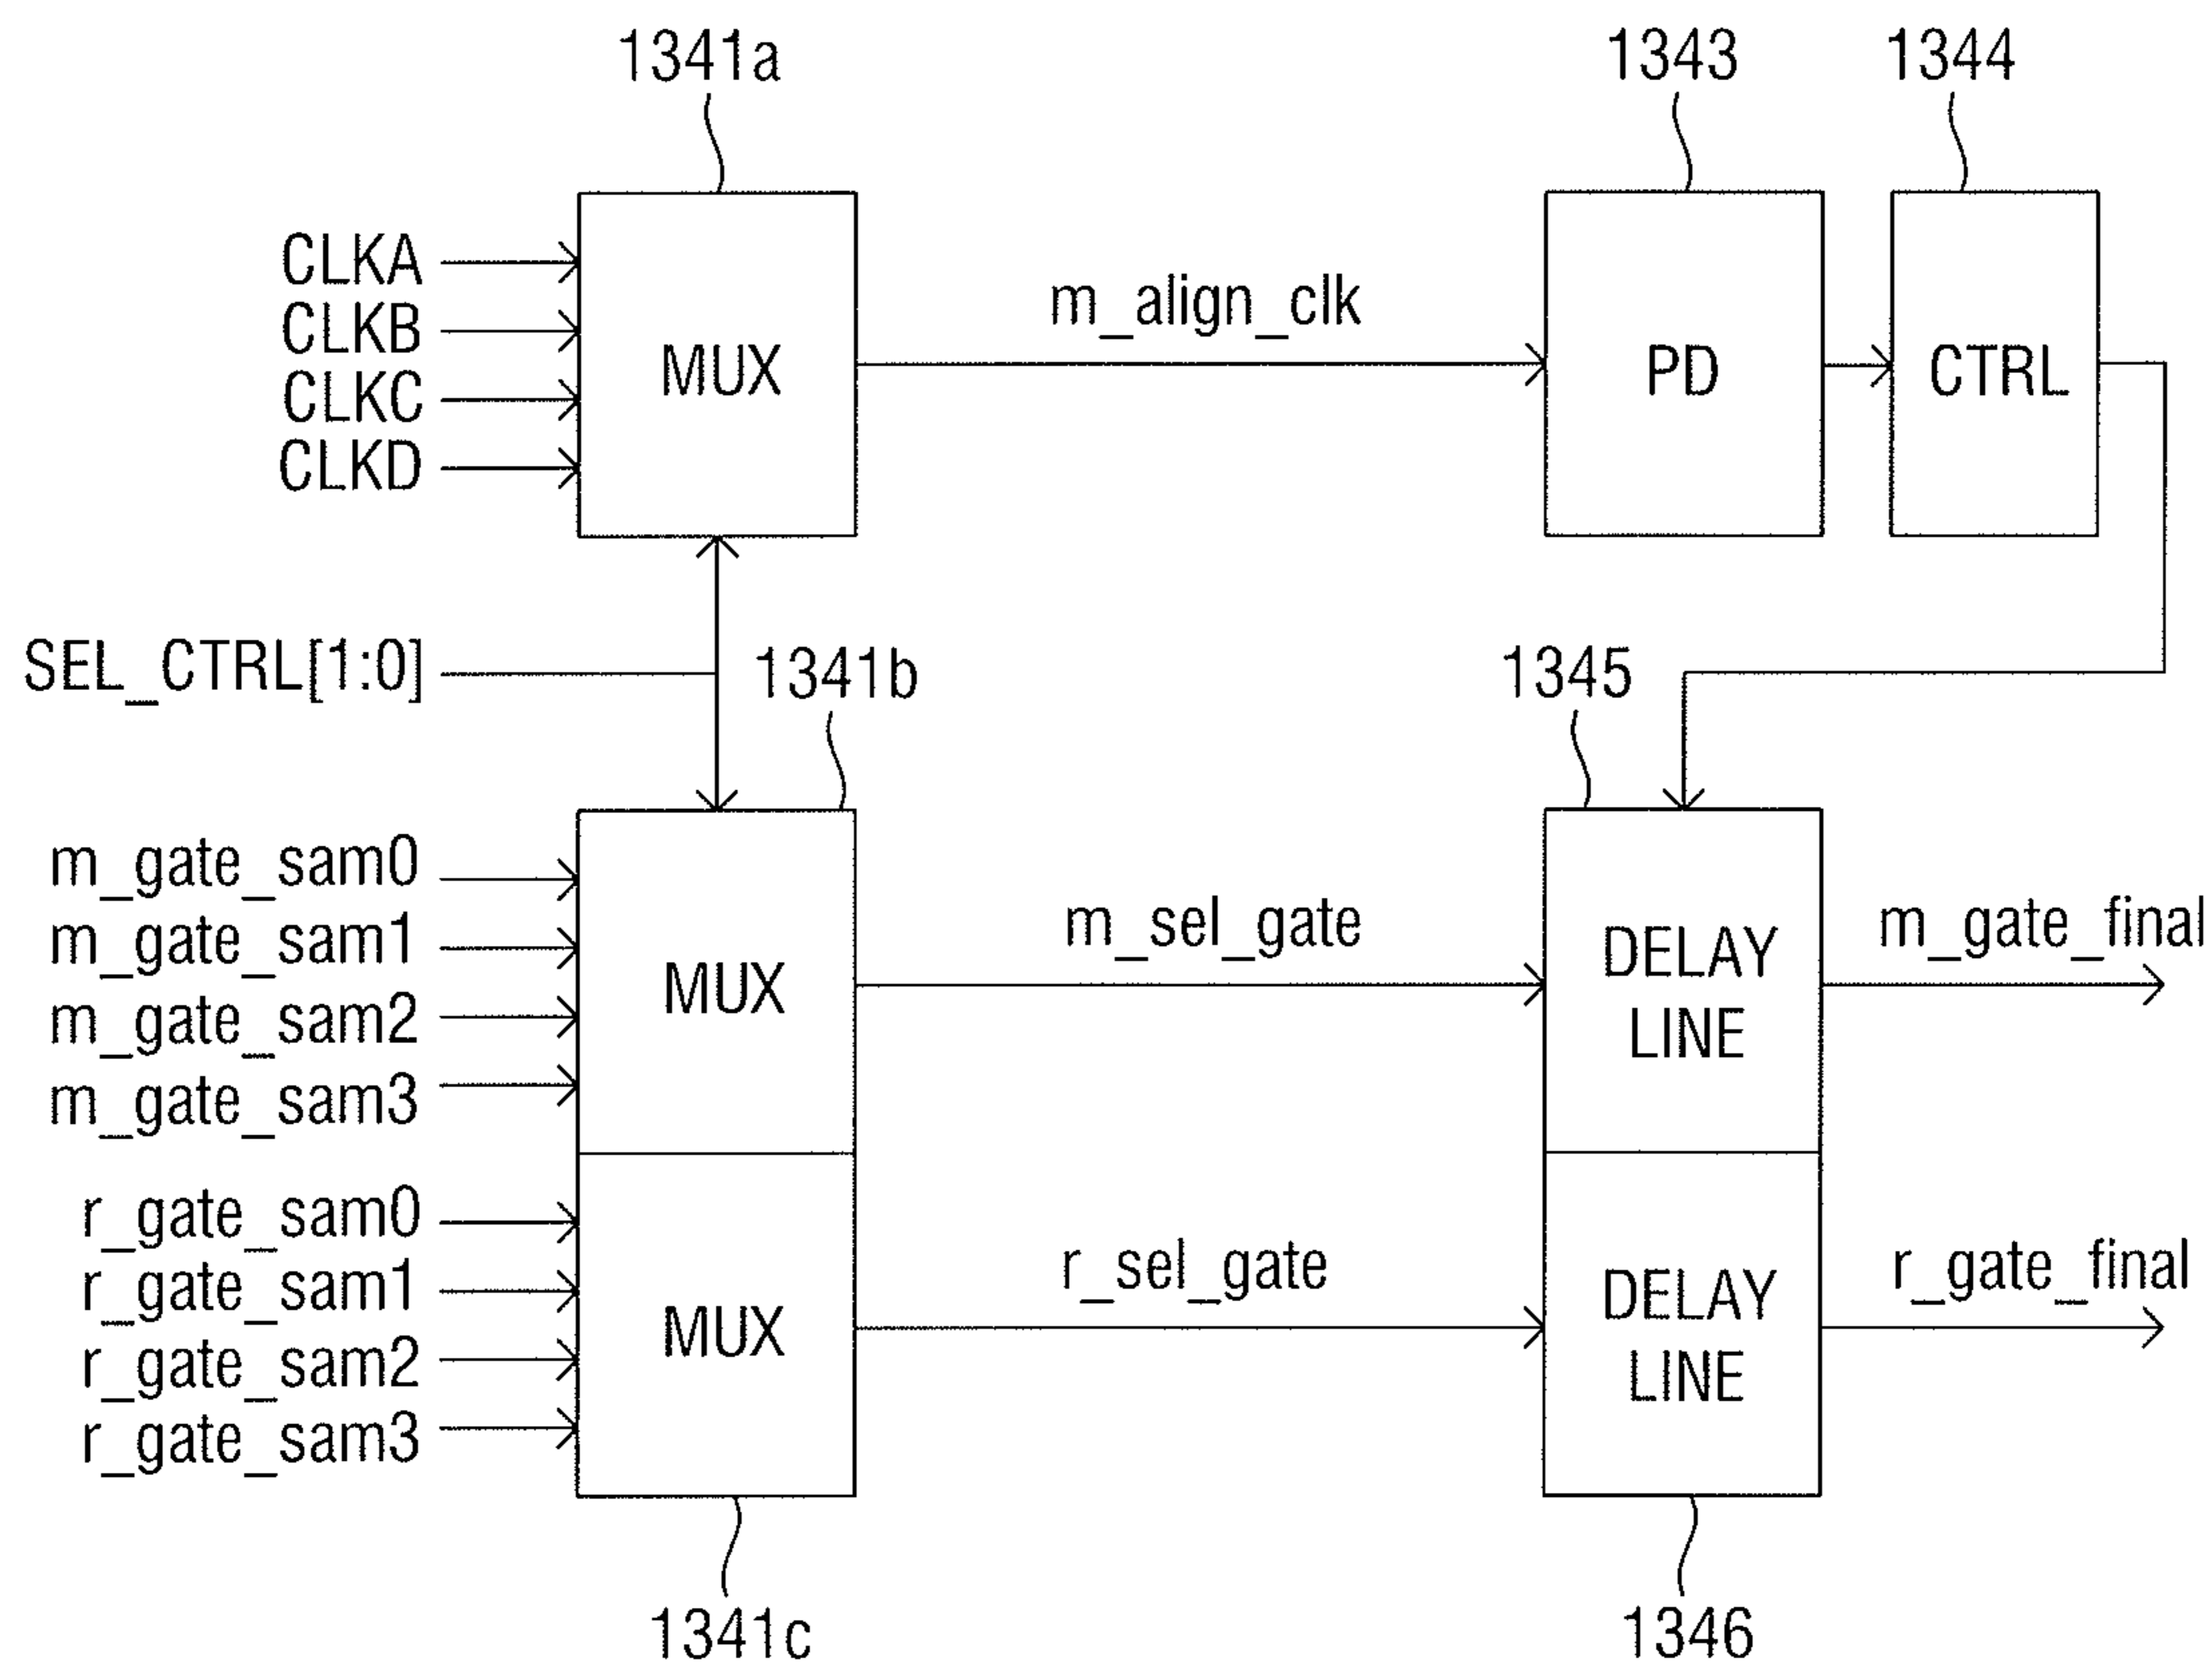 1341a
1343
1344
CLKA
CLKB
CLKC
CLKD
MUX
m_align_clk
PD
CTRL
SEL_CTRL[1:0]
1341b
1345
m_gate_sam0
m_gate_sam1
m_gate_sam2
m_gate_sam3
MUX
m_sel_gate
DELAY
LINE
m_gate_final
r_gate_sam0
r_gate_sam1
r_gate_sam2
r_gate_sam3
MUX
r_sel_gate
DELAY
LINE
r_gate_final
1341c
1346